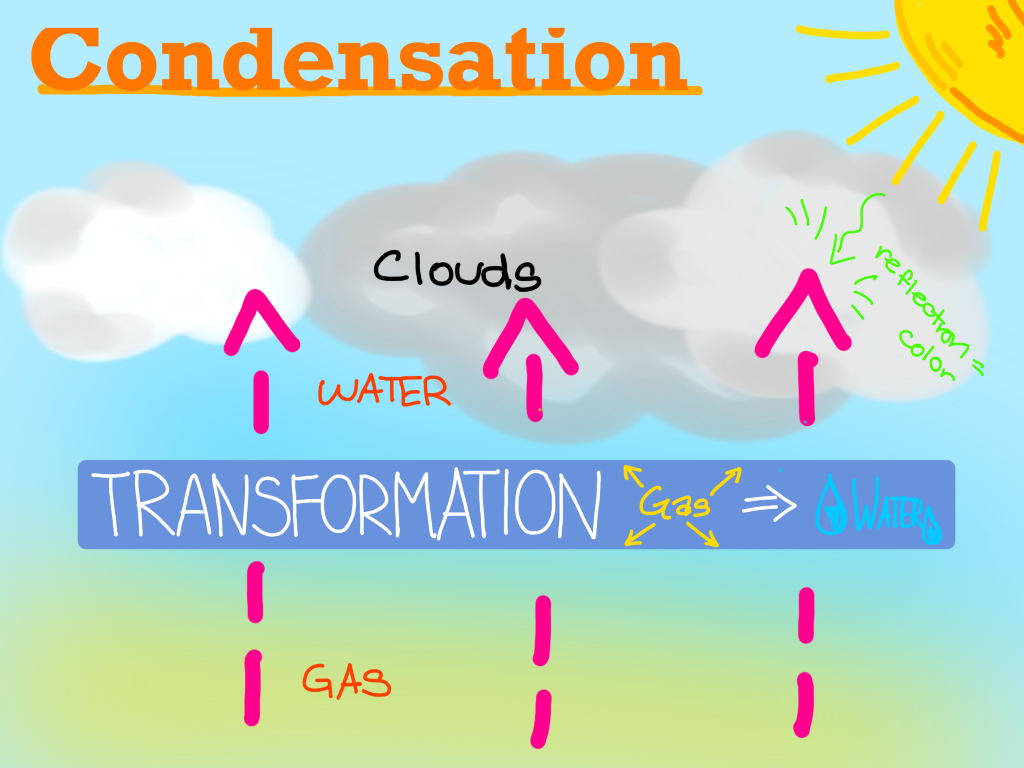 Condensation
Clouds
reflection =
color
WATER
TRANSFORMATION Gas ⇒ WATER
GAS